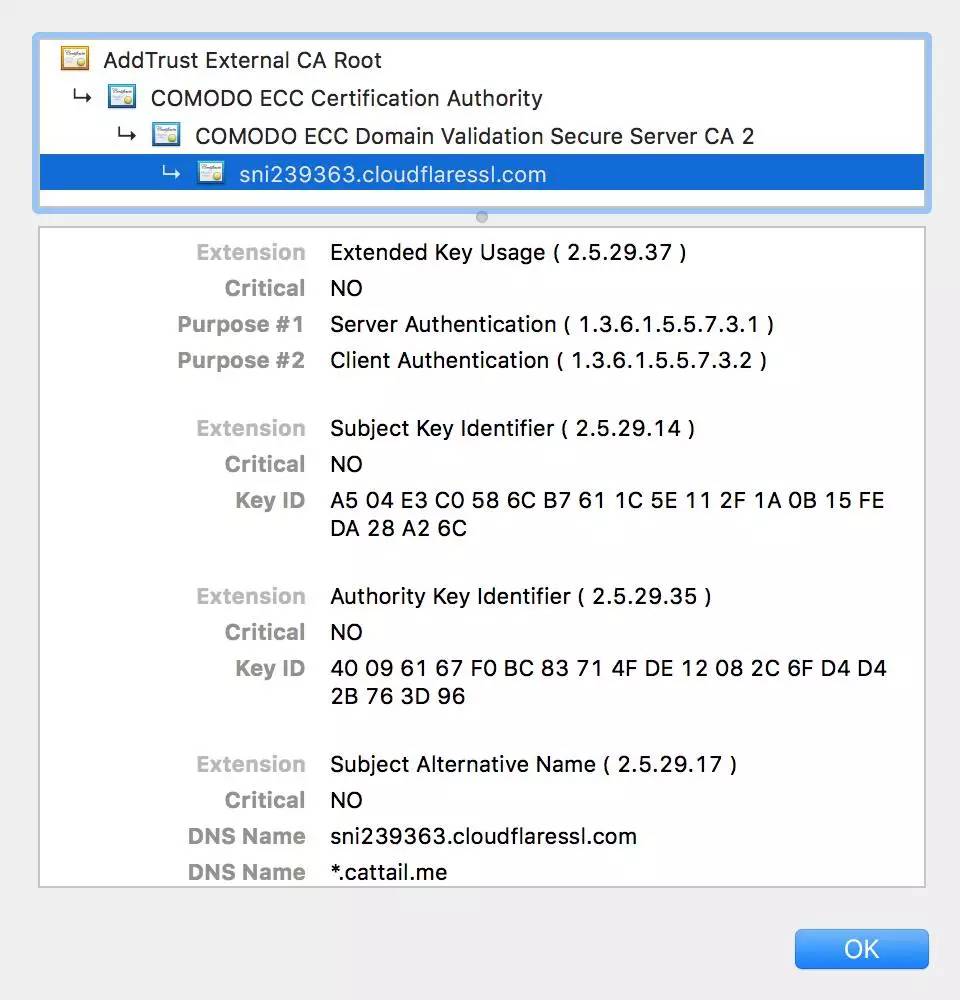 AddTrust External CA Root
COMODO ECC Certification Authority
COMODO ECC Domain Validation Secure Server CA 2
sni239363.cloudflaressl.com
Extension Extended Key Usage ( 2.5.29.37 )
Critical NO
Purpose #1 Server Authentication ( 1.3.6.1.5.5.7.3.1 )
Purpose #2 Client Authentication ( 1.3.6.1.5.5.7.3.2 )
Extension Subject Key Identifier ( 2.5.29.14 )
Critical NO
Key ID A5 04 E3 C0 58 6C B7 61 1C 5E 11 2F 1A 0B 15 FE
DA 28 A2 6C
Extension Authority Key Identifier ( 2.5.29.35 )
Critical NO
Key ID 40 09 61 67 F0 BC 83 71 4F DE 12 08 2C 6F D4 D4
2B 76 3D 96
Extension Subject Alternative Name ( 2.5.29.17 )
Critical NO
DNS Name sni239363.cloudflaressl.com
DNS Name *.cattail.me
OK